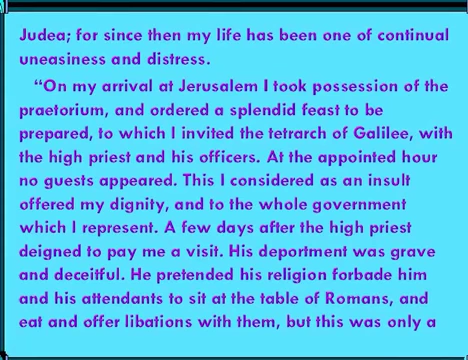 Judea; for since then my life has been one of continual
uneasiness and distress.
“On my arrival at Jerusalem I took possession of the
praetorium, and ordered a splendid feast to be
prepared, to which I invited the tetrarch of Galilee, with
the high priest and his officers. At the appointed hour
no guests appeared. This I considered as an insult
offered my dignity, and to the whole government
which I represent. A few days after the high priest
deigned to pay me a visit. His deportment was grave
and deceitful. He pretended his religion forbade him
and his attendants to sit at the table of Romans, and
eat and offer libations with them, but this was only a